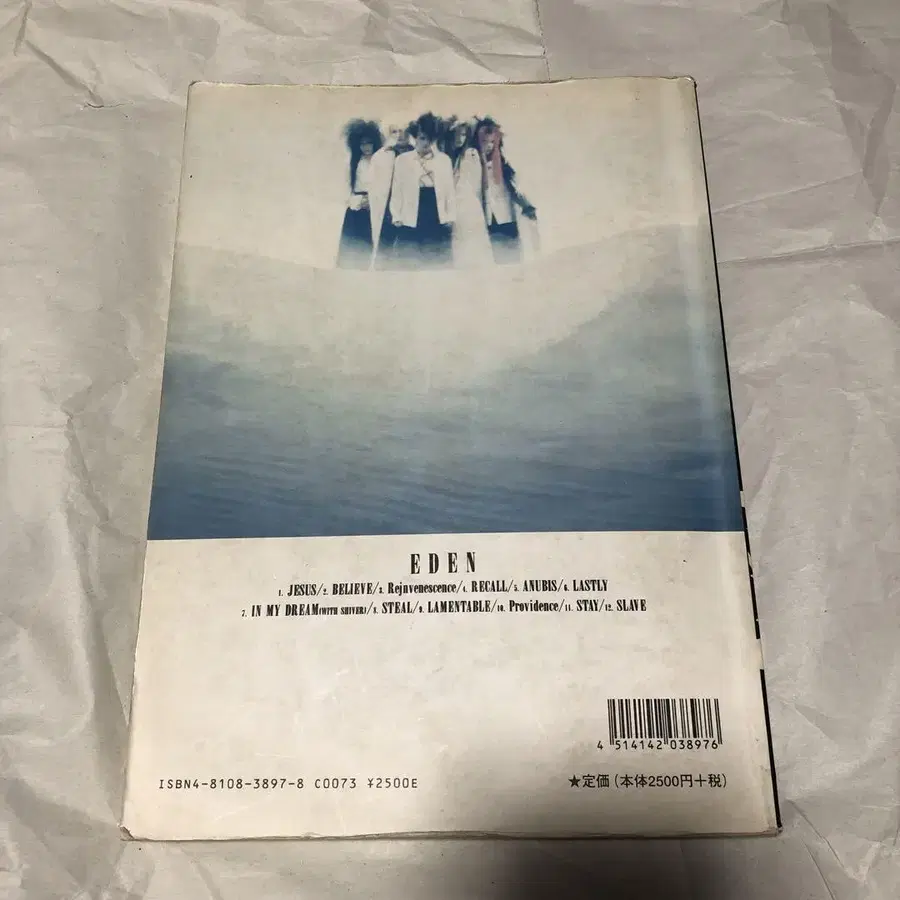 EDEN
1. JESUS/2. BELIEVE/3. Rejnvenescence/4. RECALL/5. ANUBIS/6. LASTLY
7. IN MY DREAM(WITH SHIVER)/8. STEAL/9. LAMENTABLE/10. Providence/11. STAY/12. SLAVE
4 514142 038976
ISBN4-8108-3897-8 C0073 ¥2500E
★定価(本体2500円+税)